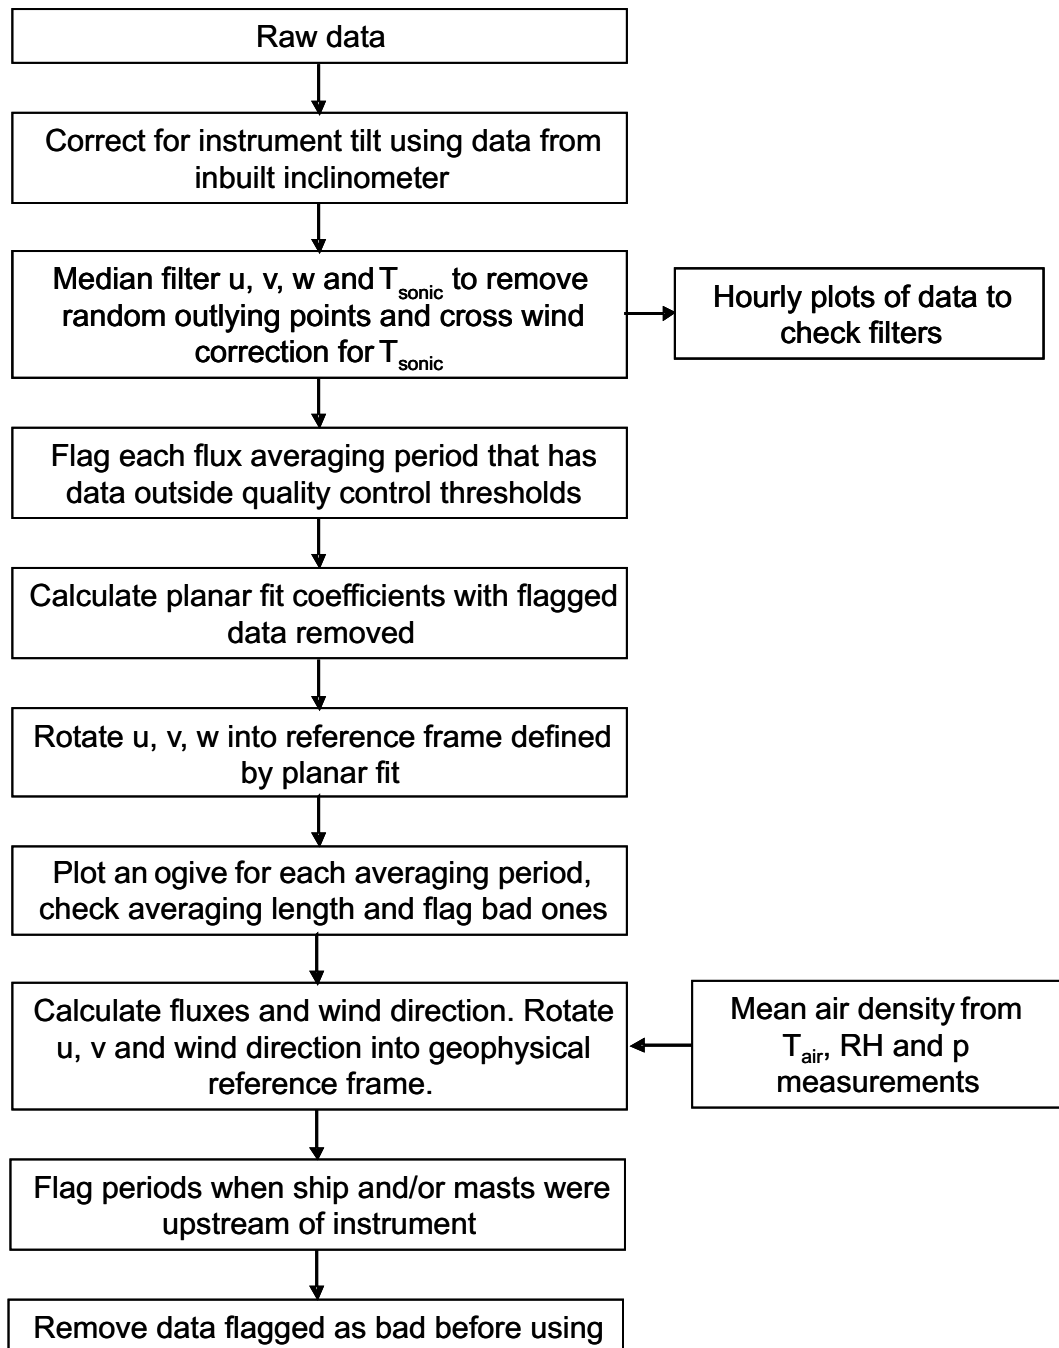 Raw data
Correct for instrument tilt using data from
inbuilt inclinometer
Median filter u, v, w and Tsonic to remove
random outlying points and cross wind
correction for Tsonic
Hourly plots of data to
check filters
Flag each flux averaging period that has
data outside quality control thresholds
Calculate planar fit coefficients with flagged
data removed
Rotate u, v, w into reference frame defined
by planar fit
Plot an ogive for each averaging period,
check averaging length and flag bad ones
Calculate fluxes and wind direction. Rotate
u, v and wind direction into geophysical
reference frame.
Mean air density from
Tair, RH and p
measurements
Flag periods when ship and/or masts were
upstream of instrument
Remove data flagged as bad before using